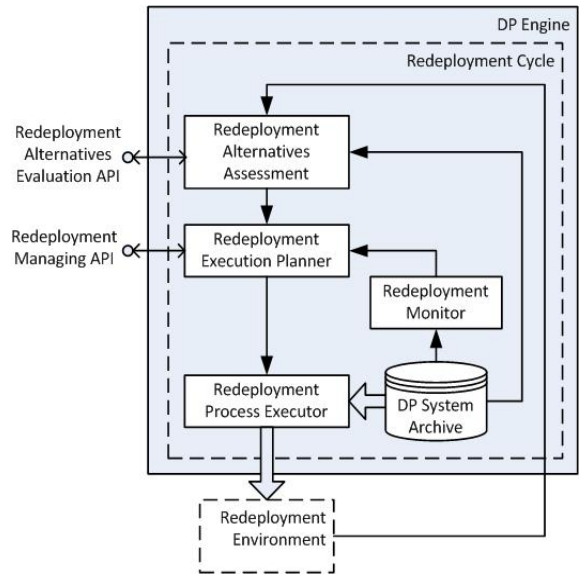 DP Engine
Redeployment Cycle
Redeployment
Alternatives
Evaluation API
Redeployment
Alternatives
Assessment
Redeployment
Managing API
Redeployment
Execution Planner
Redeployment
Monitor
Redeployment
Process Executor
DP System
Archive
Redeployment
Environment